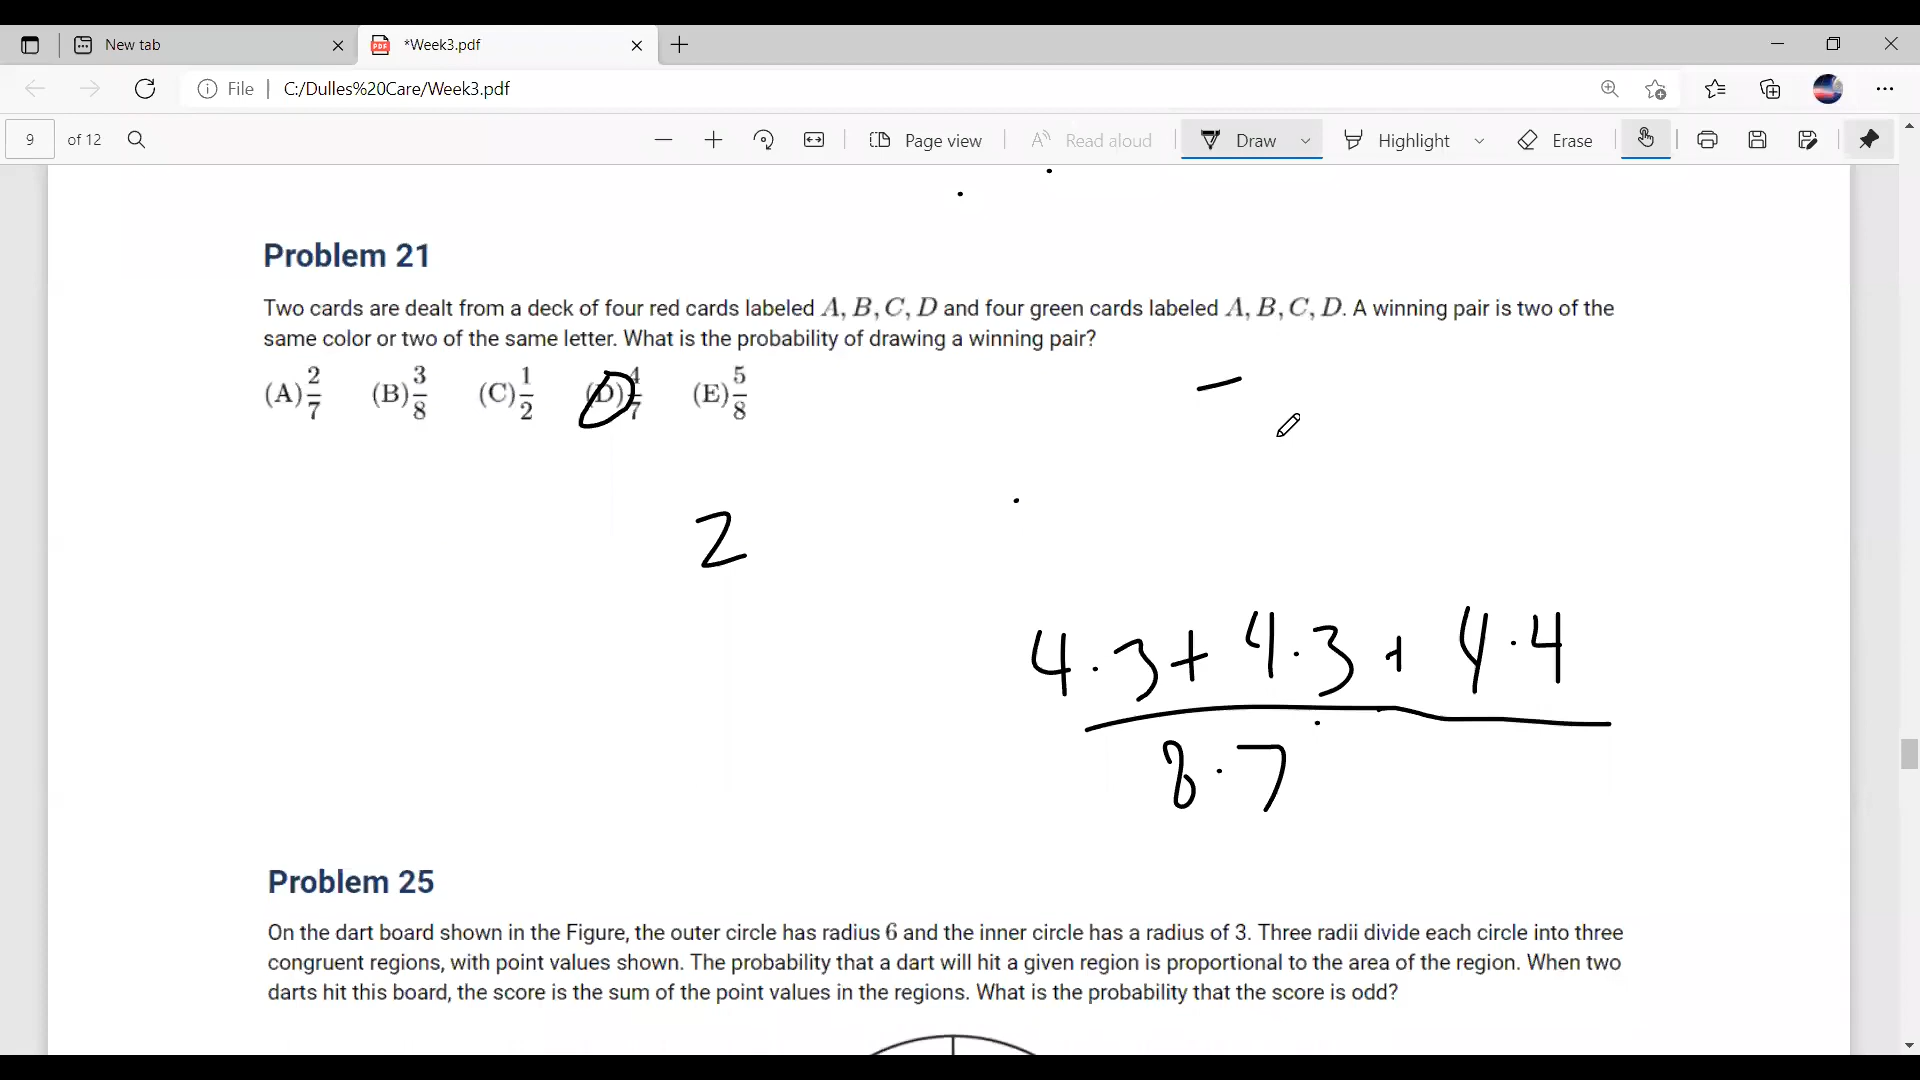 New tab
*Week3.pdf
File | C:/Dulles%20Care/Week3.pdf
9 of 12 Page view Read aloud Draw Highlight Erase
Problem 21
Two cards are dealt from a deck of four red cards labeled A, B, C, D and four green cards labeled A, B, C, D. A winning pair is two of the
same color or two of the same letter. What is the probability of drawing a winning pair?
(A) 2/7 (B) 3/8 (C) 1/2 (D) 4/7 (E) 5/8
2
4·3+ 4·3+ 4·4
8·7
Problem 25
On the dart board shown in the Figure, the outer circle has radius 6 and the inner circle has a radius of 3. Three radii divide each circle into three
congruent regions, with point values shown. The probability that a dart will hit a given region is proportional to the area of the region. When two
darts hit this board, the score is the sum of the point values in the regions. What is the probability that the score is odd?